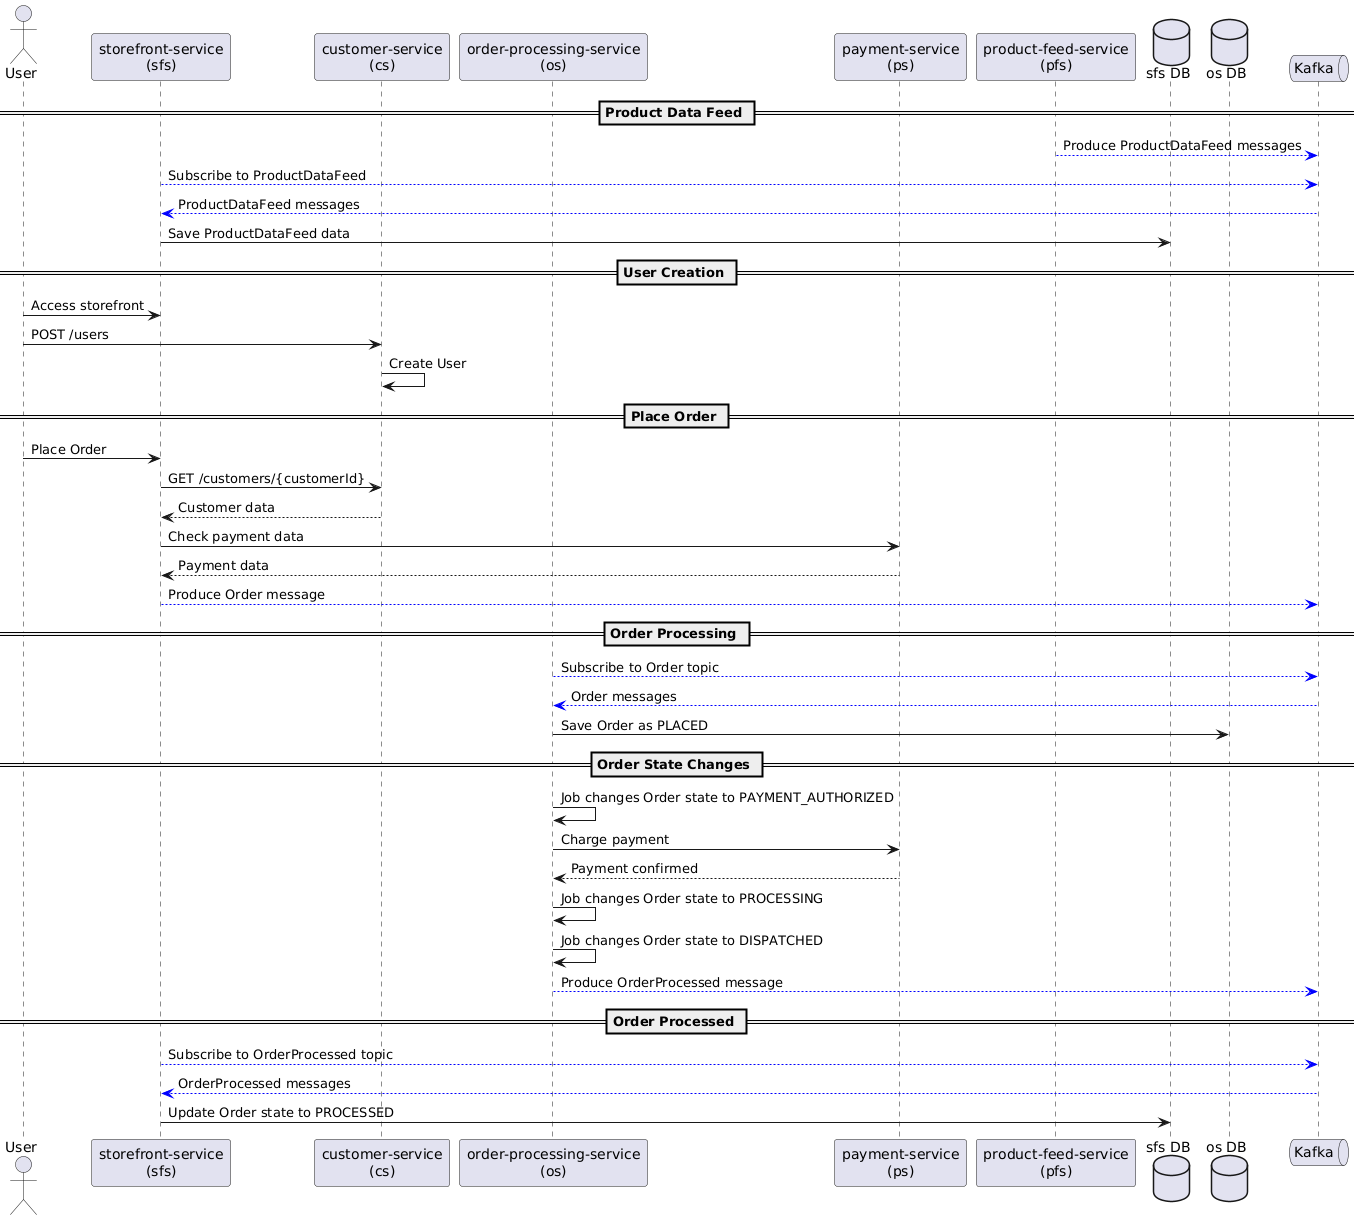 User
storefront-service
(sfs)
customer-service
(cs)
order-processing-service
(os)
payment-service
(ps)
product-feed-service
(pfs)
sfs DB
os DB
Kafka
Product Data Feed
Produce ProductDataFeed messages
Subscribe to ProductDataFeed
ProductDataFeed messages
Save ProductDataFeed data
User Creation
Access storefront
POST /users
Create User
Place Order
Place Order
GET /customers/{customerId}
Customer data
Check payment data
Payment data
Produce Order message
Order Processing
Subscribe to Order topic
Order messages
Save Order as PLACED
Order State Changes
Job changes Order state to PAYMENT_AUTHORIZED
Charge payment
Payment confirmed
Job changes Order state to PROCESSING
Job changes Order state to DISPATCHED
Produce OrderProcessed message
Order Processed
Subscribe to OrderProcessed topic
OrderProcessed messages
Update Order state to PROCESSED
User
storefront-service
(sfs)
customer-service
(cs)
order-processing-service
(os)
payment-service
(ps)
product-feed-service
(pfs)
sfs DB
os DB
Kafka